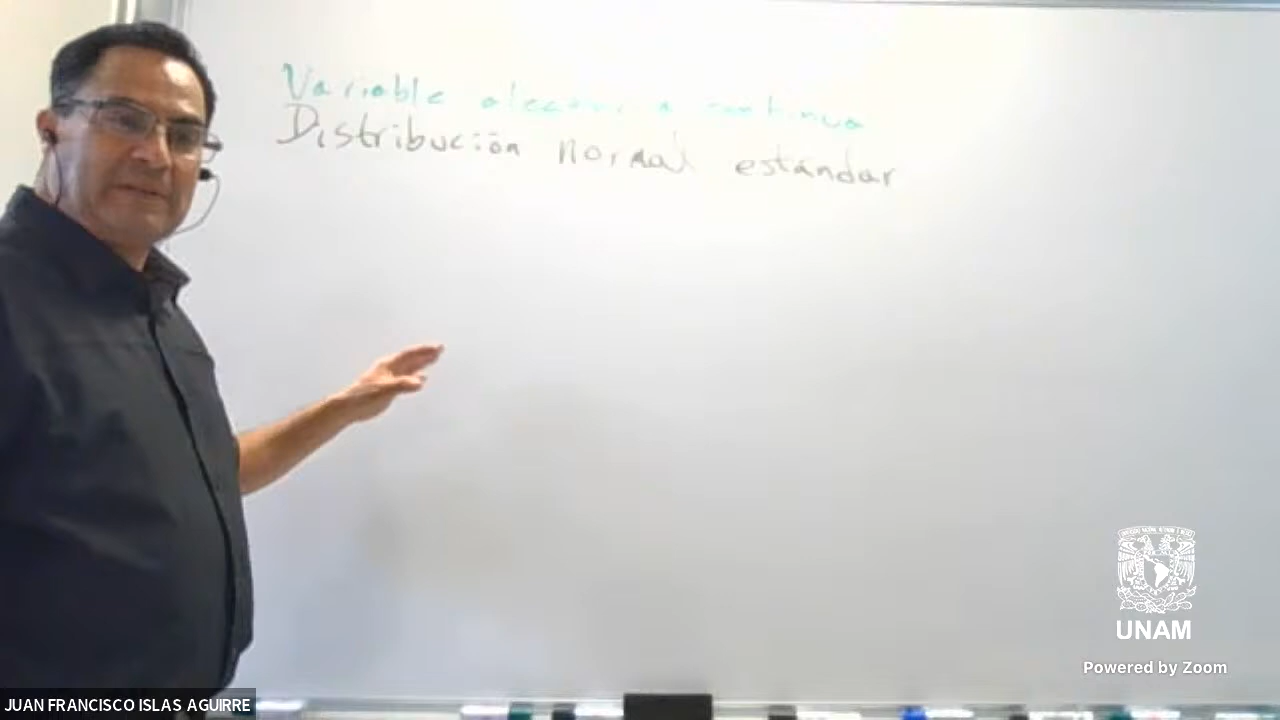 Variable aleatoria continua
Distribución normal estándar
UNAM
Powered by Zoom
JUAN FRANCISCO ISLAS AGUIRRE